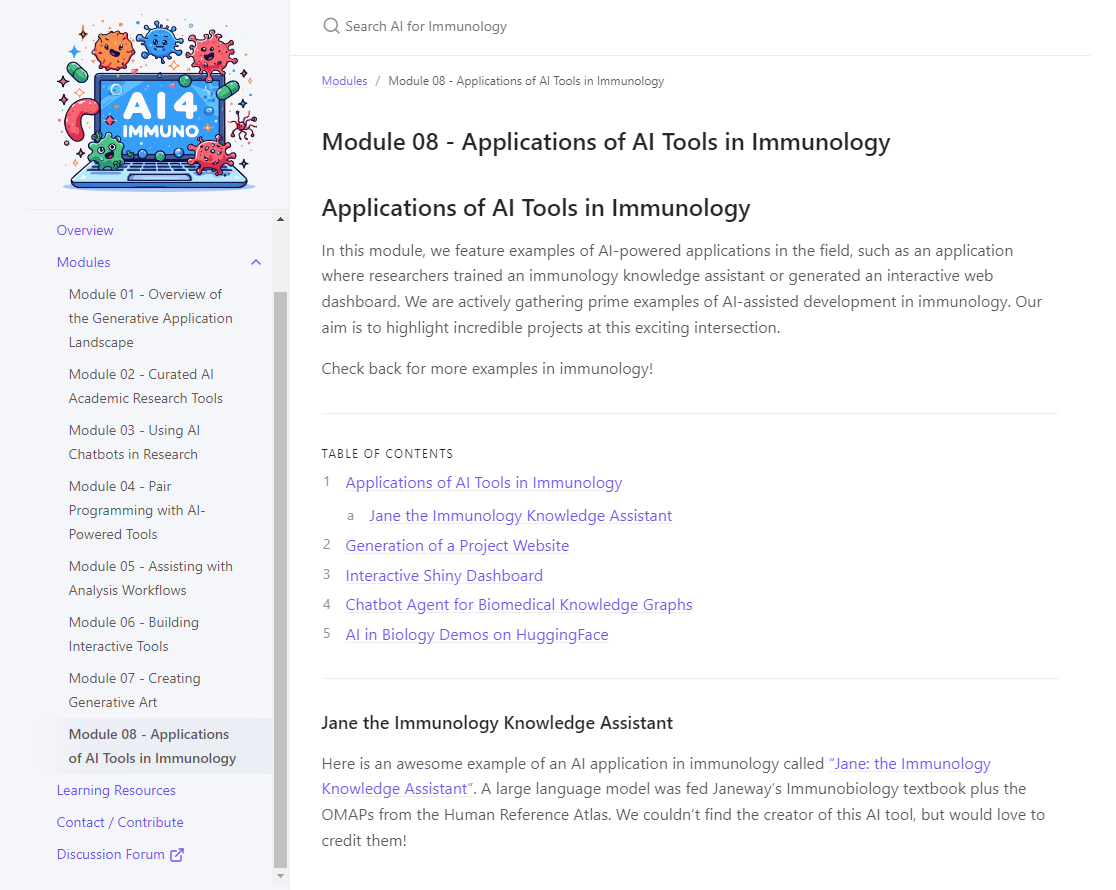 AI4
IMMUNO
Overview
Modules
Module 01 - Overview of
the Generative Application
Landscape
Module 02 - Curated AI
Academic Research Tools
Module 03 - Using AI
Chatbots in Research
Module 04 - Pair
Programming with AI-
Powered Tools
Module 05 - Assisting with
Analysis Workflows
Module 06 - Building
Interactive Tools
Module 07 - Creating
Generative Art
Module 08 - Applications
of AI Tools in Immunology
Learning Resources
Contact / Contribute
Discussion Forum
Search AI for Immunology
Modules / Module 08 - Applications of AI Tools in Immunology
Module 08 - Applications of AI Tools in Immunology
Applications of AI Tools in Immunology
In this module, we feature examples of AI-powered applications in the field, such as an application
where researchers trained an immunology knowledge assistant or generated an interactive web
dashboard. We are actively gathering prime examples of AI-assisted development in immunology. Our
aim is to highlight incredible projects at this exciting intersection.
Check back for more examples in immunology!
TABLE OF CONTENTS
1 Applications of AI Tools in Immunology
a Jane the Immunology Knowledge Assistant
2 Generation of a Project Website
3 Interactive Shiny Dashboard
4 Chatbot Agent for Biomedical Knowledge Graphs
5 AI in Biology Demos on HuggingFace
Jane the Immunology Knowledge Assistant
Here is an awesome example of an AI application in immunology called “Jane: the Immunology
Knowledge Assistant”. A large language model was fed Janeway’s Immunobiology textbook plus the
OMAPs from the Human Reference Atlas. We couldn’t find the creator of this AI tool, but would love to
credit them!